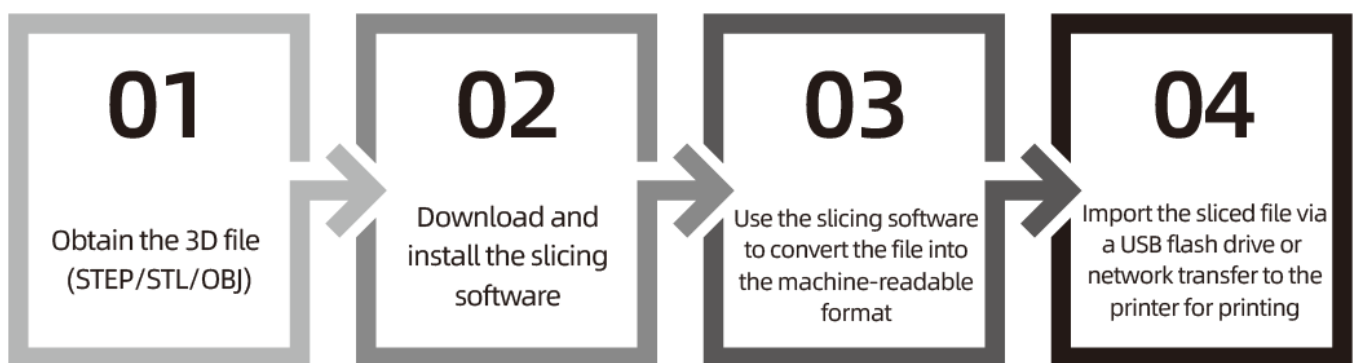 01
Obtain the 3D file
(STEP/STL/OBJ)
02
Download and
install the slicing
software
03
Use the slicing software
to convert the file into
the machine-readable
format
04
Import the sliced file via
a USB flash drive or
network transfer to the
printer for printing